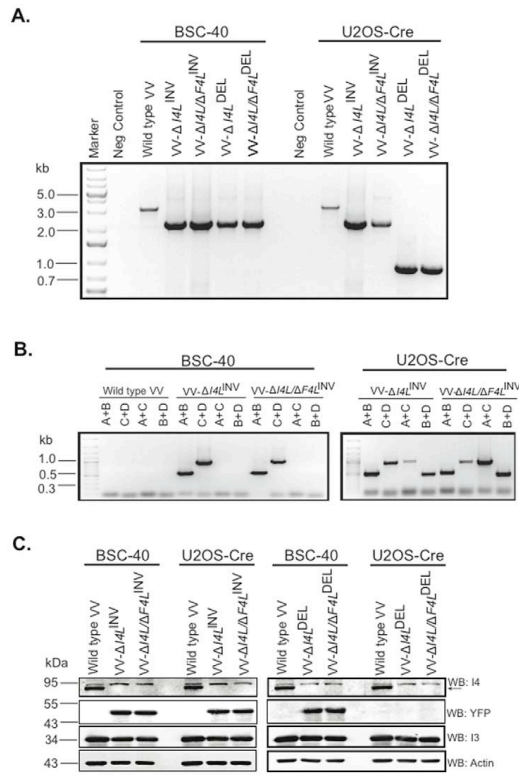 A.
BSC-40 U2OS-Cre
Marker
Neg Control
Wild type VV
VV-ΔI4L^INV
VV-ΔI4L/ΔF4L^INV
VV-ΔI4L^DEL
VV-ΔI4L/ΔF4L^DEL
Neg Control
Wild type VV
VV-ΔI4L^INV
VV-ΔI4L/ΔF4L^INV
VV-ΔI4L^DEL
VV-ΔI4L/ΔF4L^DEL
kb
5.0
3.0
2.0
1.0
0.7
B.
BSC-40 U2OS-Cre
Wild type VV VV-ΔI4L^INV VV-ΔI4L/ΔF4L^INV VV-ΔI4L^INV VV-ΔI4L/ΔF4L^INV
A+B C+D A+C B+D A+B C+D A+C B+D A+B C+D A+C B+D A+B C+D A+C B+D A+B C+D A+C B+D
kb
1.0
0.5
0.3
C.
BSC-40 U2OS-Cre BSC-40 U2OS-Cre
Wild type VV
VV-ΔI4L^INV
VV-ΔI4L/ΔF4L^INV
Wild type VV
VV-ΔI4L^INV
VV-ΔI4L/ΔF4L^INV
Wild type VV
VV-ΔI4L^DEL
VV-ΔI4L/ΔF4L^DEL
Wild type VV
VV-ΔI4L^DEL
VV-ΔI4L/ΔF4L^DEL
kDa
95 WB: I4
72
55 WB: YFP
43
34 WB: I3
43 WB: Actin